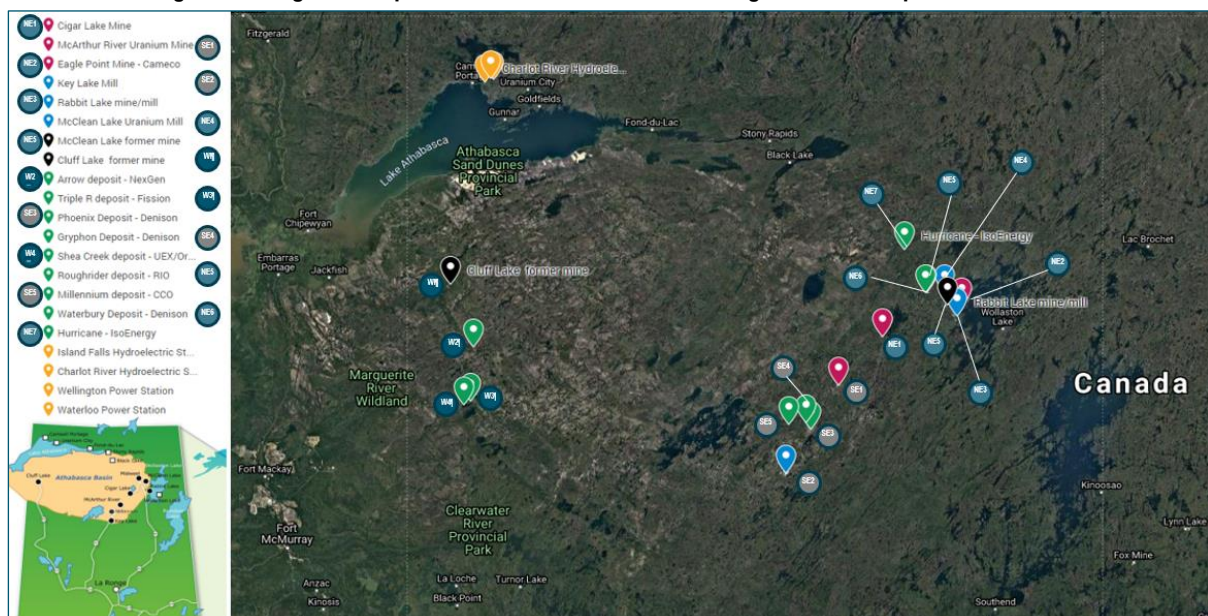 NE1 Cigar Lake Mine
McArthur River Uranium Mine SE1
NE2 Eagle Point Mine - Cameco
Key Lake Mill SE2
NE3 Rabbit Lake mine/mill
McClean Lake Uranium Mill NE4
NE5 McClean Lake former mine
Cluff Lake former mine W1
W2 Arrow deposit - NexGen
Triple R deposit - Fission W3
SE3 Phoenix Deposit - Denison
Gryphon Deposit - Denison SE4
W4 Shea Creek deposit - UEX/Or...
Roughrider deposit - RIO NE5
SE5 Millennium deposit - CCO
Waterbury Deposit - Denison NE6
NE7 Hurricane - IsoEnergy
Island Falls Hydroelectric St...
Charlot River Hydroelectric S...
Wellington Power Station
Waterloo Power Station
Cluff Lake
Athabasca Basin
Cigar Lake
McArthur River
Key Lake
La Ronge
Fitzgerald
Charlot River Hydroele...
Uranium City
Goldfields
Gunnar
Fond-du-Lac
Stony Rapids
Black Lake
Lake Athabasca
Athabasca
Sand Dunes
Provincial
Park
Fort
Chipewyan
Embarras
Portage
Jackfish
Cluff Lake former mine
W1
W2
W4
W3
Marguerite
River
Wildland
Fort Mackay
Fort
McMurray
Anzac
Kinosis
Clearwater
River
Provincial
Park
La Loche
Black Point
Turnor Lake
NE7
NE5
NE4
Hurricane - IsoEnergy
NE6
NE2
Rabbit Lake mine/mill
Wollaston
Lake
Lac Brochet
NE1
NE5
NE3
SE4
SE1
SE5
SE3
SE2
Canada
Kinoosao
Lynn Lake
Fox Mine
Southend